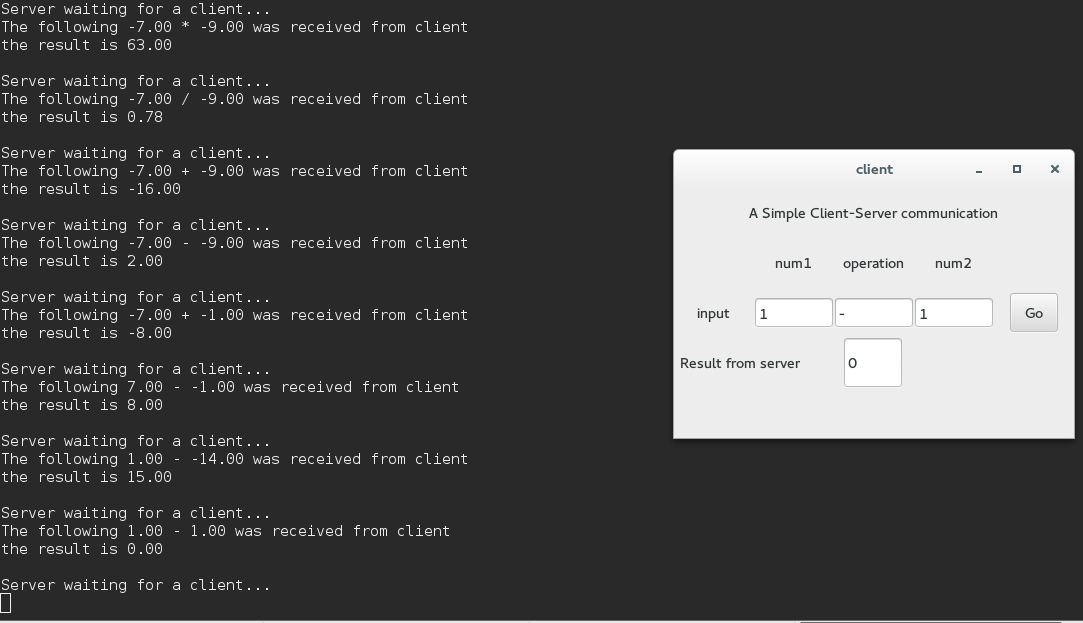 Server waiting for a client...
The following -7.00 * -9.00 was received from client
the result is 63.00
Server waiting for a client...
The following -7.00 / -9.00 was received from client
the result is 0.78
Server waiting for a client...
The following -7.00 + -9.00 was received from client
the result is -16.00
Server waiting for a client...
The following -7.00 - -9.00 was received from client
the result is 2.00
Server waiting for a client...
The following -7.00 + -1.00 was received from client
the result is -8.00
Server waiting for a client...
The following 7.00 - -1.00 was received from client
the result is 8.00
Server waiting for a client...
The following 1.00 - -14.00 was received from client
the result is 15.00
Server waiting for a client...
The following 1.00 - 1.00 was received from client
the result is 0.00
Server waiting for a client...
client
A Simple Client-Server communication
num1 operation num2
input 1 - 1 Go
Result from server 0